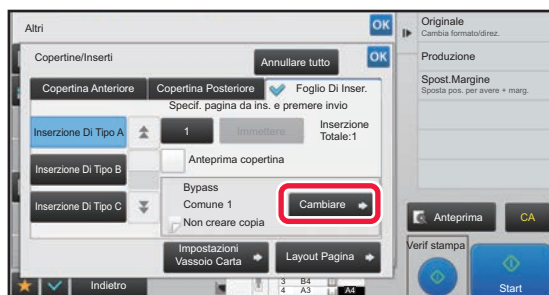 Altri
OK
Originale
Cambia formato/direz.
Copertine/Inserti
Annullare tutto
OK
Produzione
Copertina Anteriore
Copertina Posteriore
Foglio Di Inser.
Spost.Margine
Sposta pos. per avere + marg.
Specif. pagina da ins. e premere invio
Inserzione Di Tipo A
1
Immettere
Inserzione
Totale:1
Anteprima copertina
Inserzione Di Tipo B
Bypass
Comune 1
Cambiare
Inserzione Di Tipo C
Non creare copia
Anteprima
CA
Impostazioni
Vassoio Carta
Layout Pagina
Verif stampa
Indietro
3 B4
4 A3
A4
Start